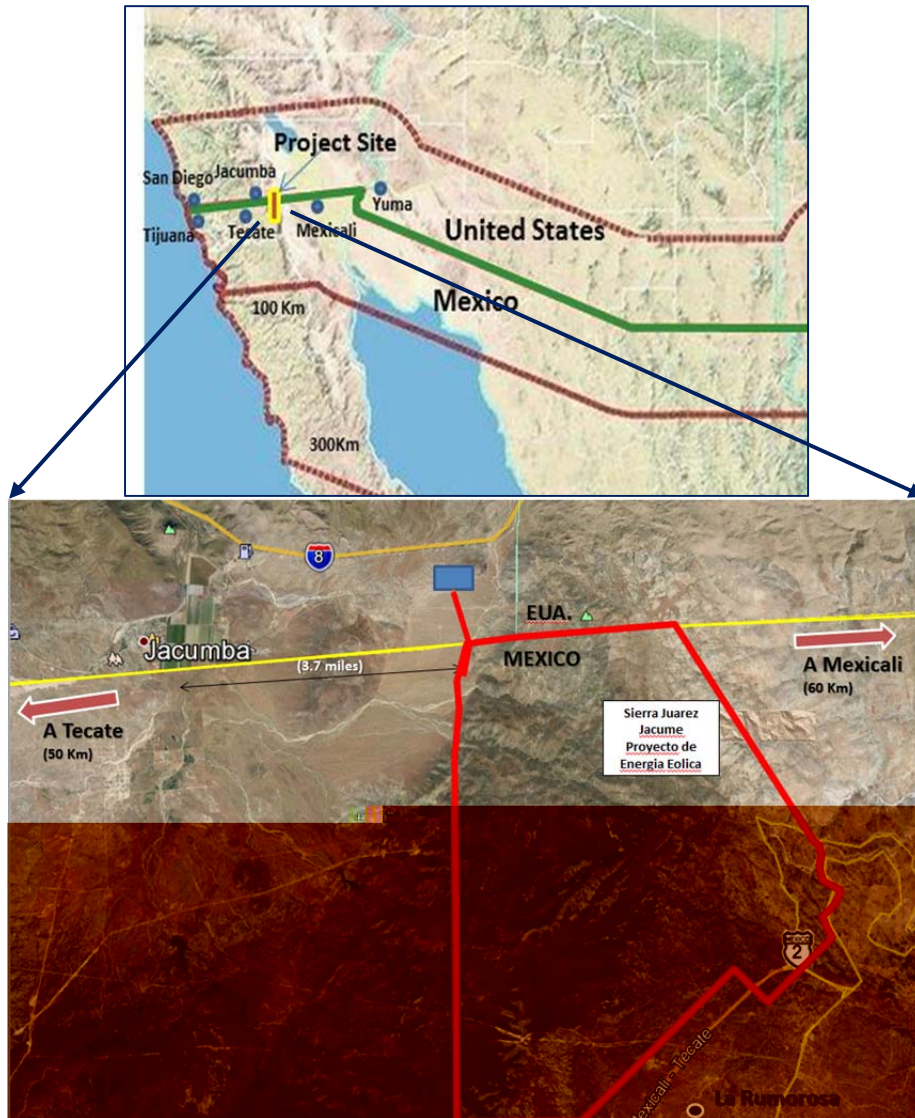 Project Site
San Diego
Jacumba
Yuma
Tijuana
Tecate
Mexicali
United States
Mexico
100 Km
300Km
8
EUA.
Jacumba
(3.7 miles)
MEXICO
A Mexicali
(60 Km)
A Tecate
(50 Km)
Sierra Juarez
Jacume
Proyecto de
Energia Eolica
MEXICO
2
Mexicali - Tecate
La Rumorosa